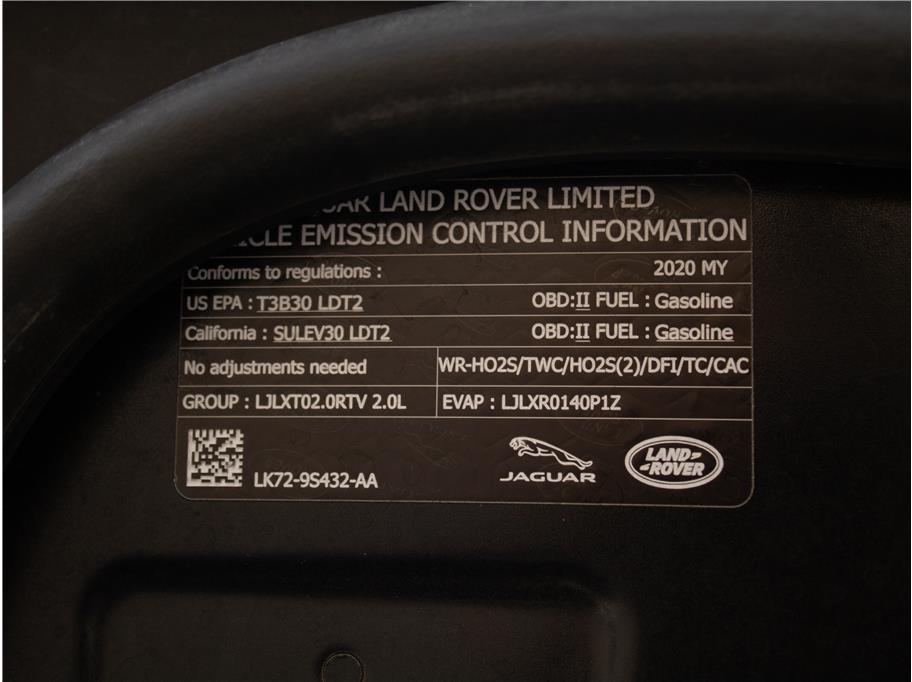 LAND ROVER LIMITED
EMISSION CONTROL INFORMATION
Conforms to regulations : 2020 MY
US EPA : T3B30 LDT2 OBD:II FUEL : Gasoline
California : SULEV30 LDT2 OBD:II FUEL : Gasoline
No adjustments needed WR-HO2S/TWC/HO2S(2)/DFI/TC/CAC
GROUP : LJLXT02.0RTV 2.0L EVAP : LJLXR0140P1Z
LK72-9S432-AA
JAGUAR
LAND-
-ROVER